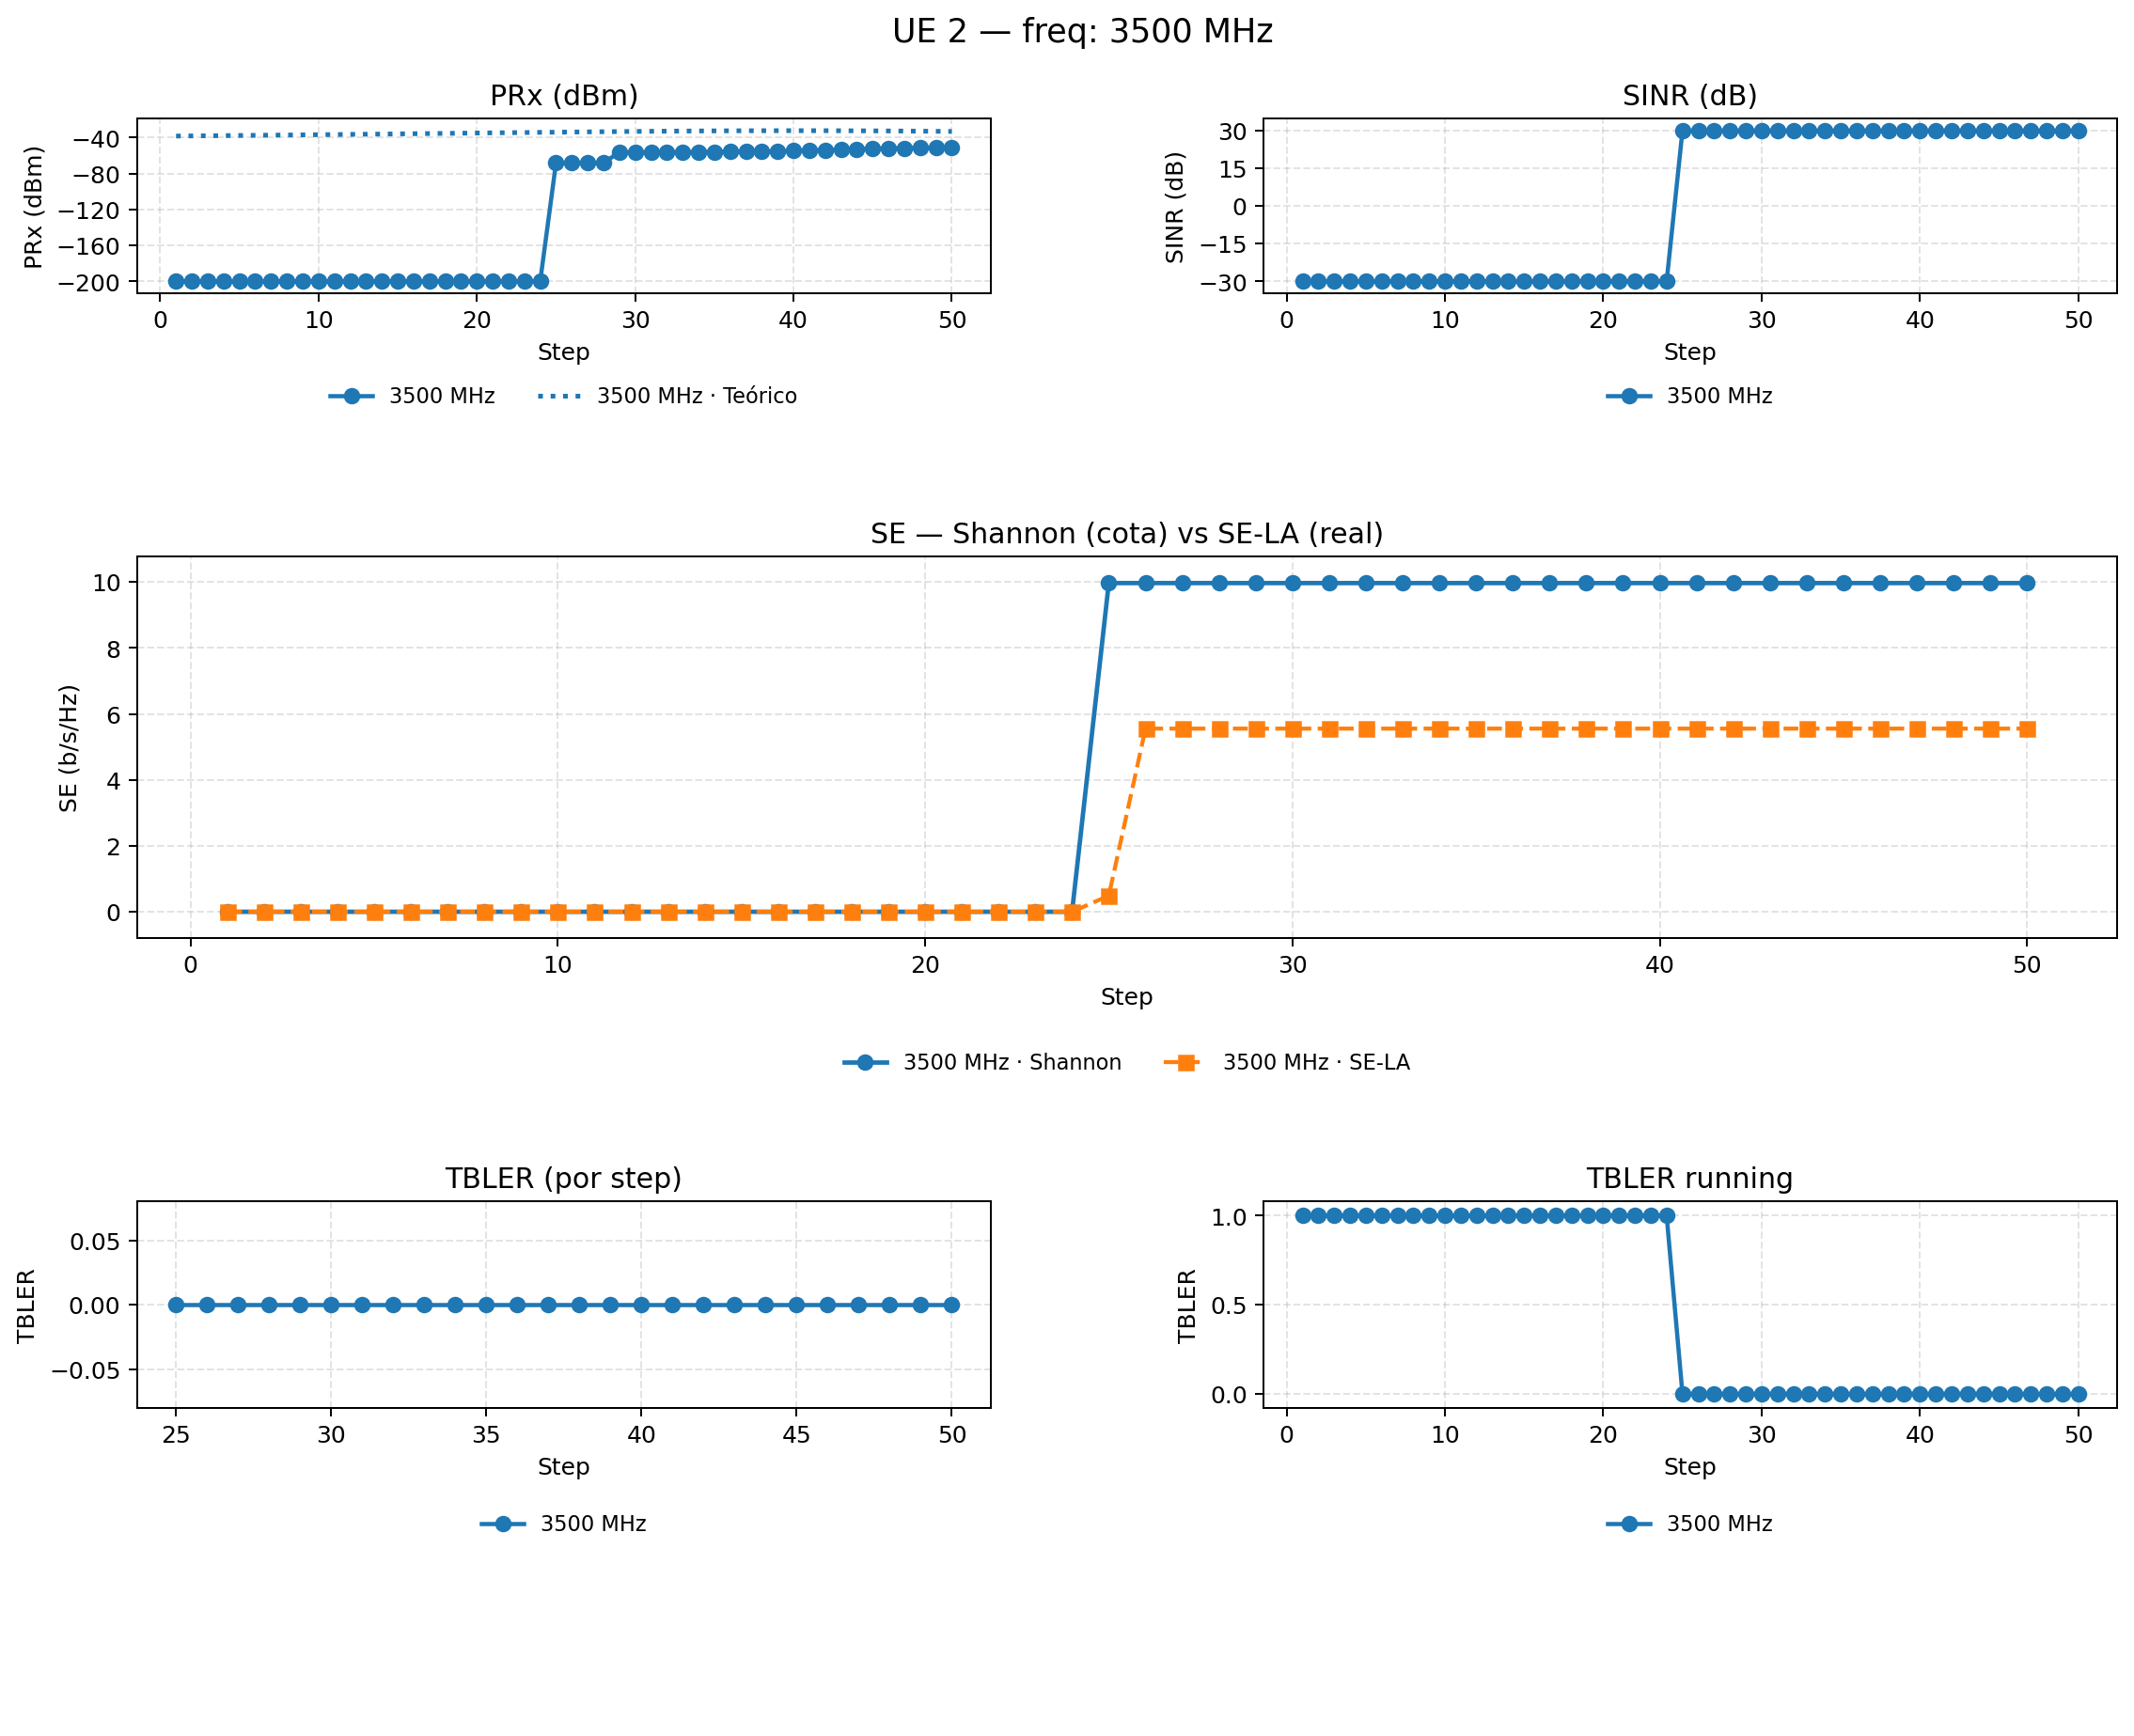 UE 2 — freq: 3500 MHz
PRx (dBm)
PRx (dBm)
−40
−80
−120
−160
−200
0 10 20 30 40 50
Step
3500 MHz
3500 MHz · Teórico
SINR (dB)
SINR (dB)
30
15
0
−15
−30
0 10 20 30 40 50
Step
3500 MHz
SE — Shannon (cota) vs SE-LA (real)
SE (b/s/Hz)
10
8
6
4
2
0
0 10 20 30 40 50
Step
3500 MHz · Shannon
3500 MHz · SE-LA
TBLER (por step)
TBLER
0.05
0.00
−0.05
25 30 35 40 45 50
Step
3500 MHz
TBLER running
TBLER
1.0
0.5
0.0
0 10 20 30 40 50
Step
3500 MHz